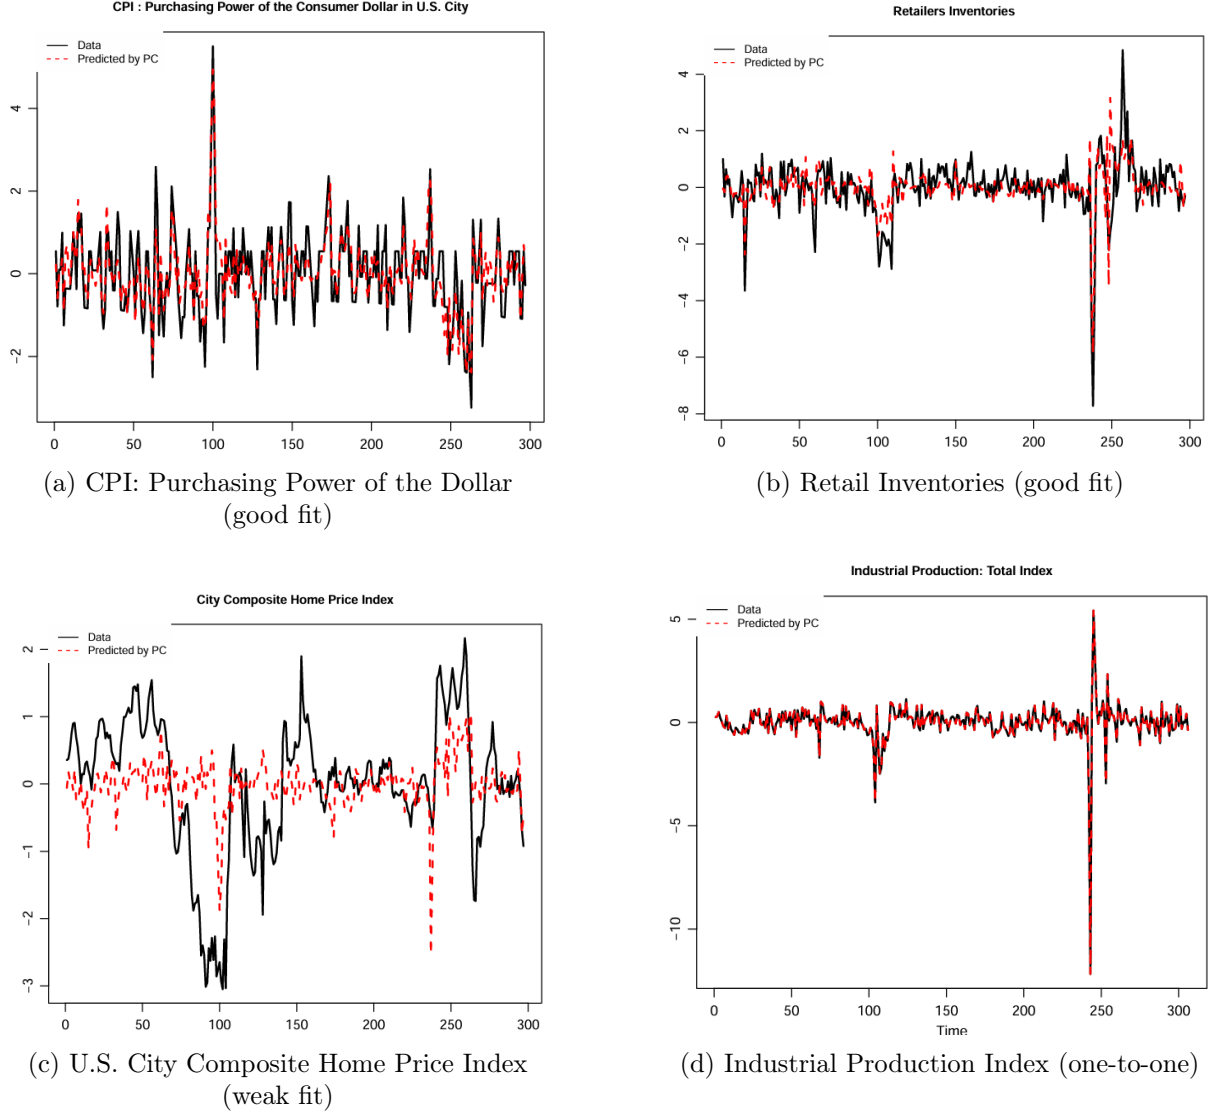 CPI : Purchasing Power of the Consumer Dollar in U.S. City
Data
Predicted by PC
4
2
0
−2
0 50 100 150 200 250 300
(a) CPI: Purchasing Power of the Dollar
(good fit)
Retailers Inventories
Data
Predicted by PC
4
2
0
−2
−4
−6
−8
0 50 100 150 200 250 300
(b) Retail Inventories (good fit)
City Composite Home Price Index
Data
Predicted by PC
2
1
0
−1
−2
−3
0 50 100 150 200 250 300
(c) U.S. City Composite Home Price Index
(weak fit)
Industrial Production: Total Index
Data
Predicted by PC
5
0
−5
−10
0 50 100 150 200 250 300
Time
(d) Industrial Production Index (one-to-one)